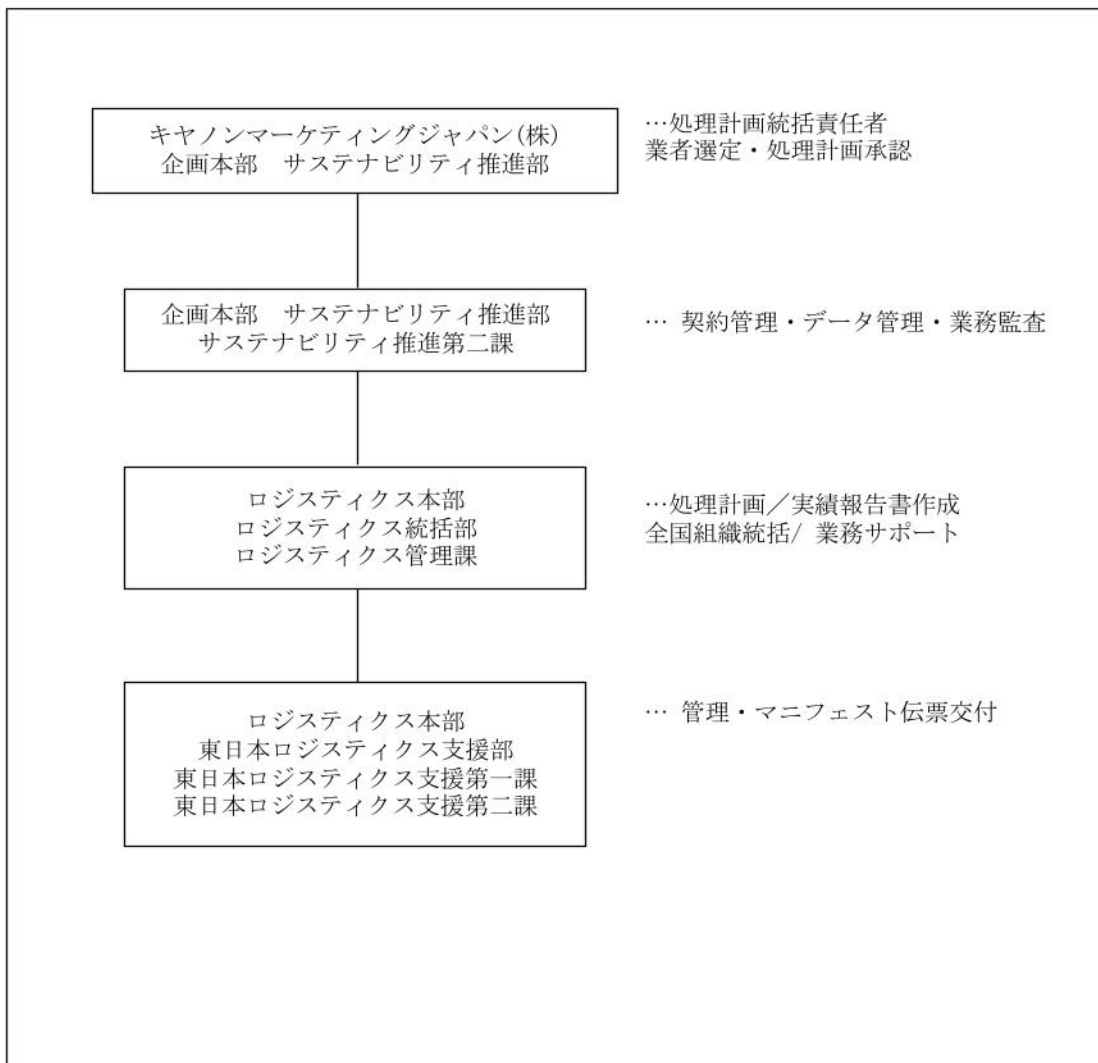 キヤノンマーケティングジャパン(株)
企画本部　サステナビリティ推進部
…処理計画統括責任者
業者選定・処理計画承認
企画本部　サステナビリティ推進部
サステナビリティ推進第二課
… 契約管理・データ管理・業務監査
ロジスティクス本部
ロジスティクス統括部
ロジスティクス管理課
…処理計画／実績報告書作成
全国組織統括/ 業務サポート
ロジスティクス本部
東日本ロジスティクス支援部
東日本ロジスティクス支援第一課
東日本ロジスティクス支援第二課
… 管理・マニフェスト伝票交付